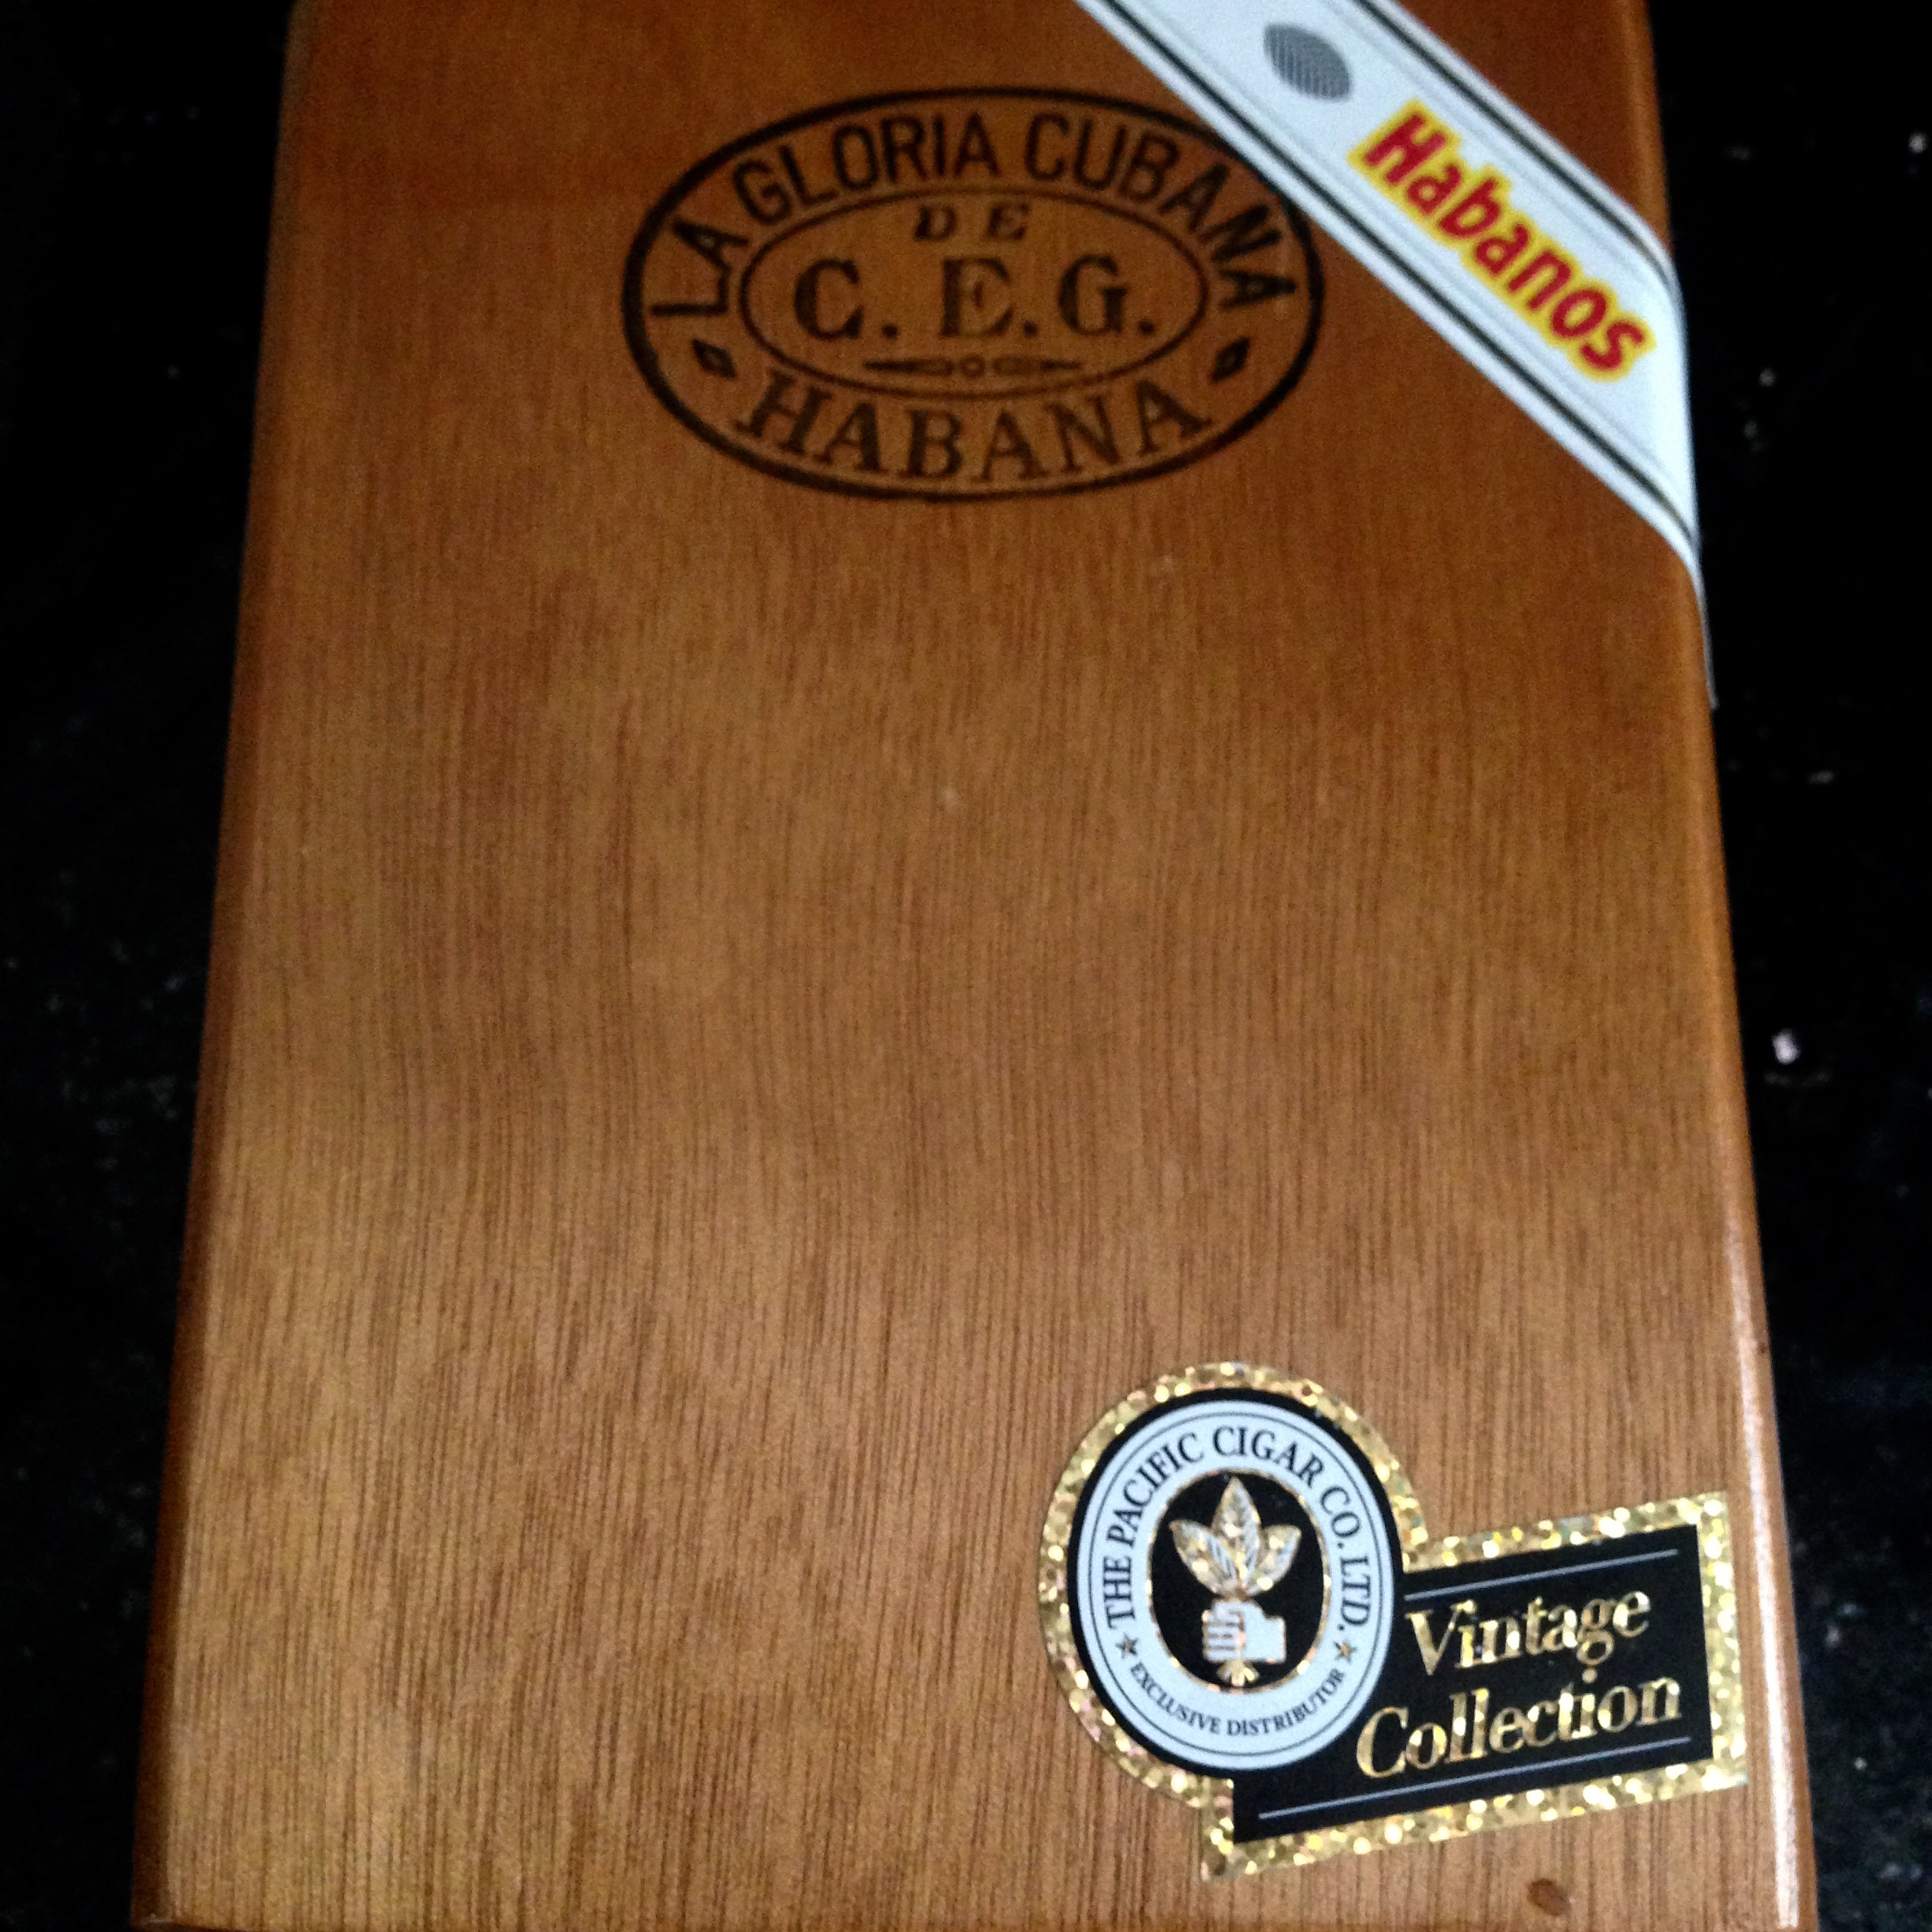 LA GLORIA CUBANA
DE
C. E. G.
HABANA
Habanos
THE PACIFIC CIGAR CO. LTD.
EXCLUSIVE DISTRIBUTOR
Vintage
Collection